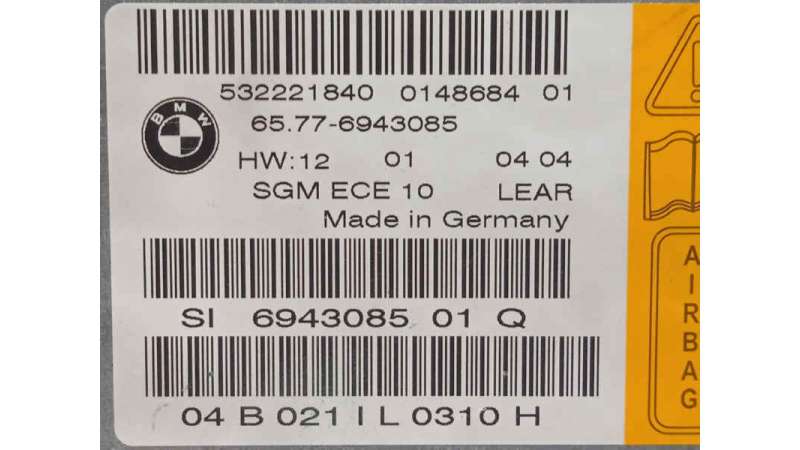 532221840 0148684 01
BMW
65.77-6943085
HW:12 01 04 04
SGM ECE 10 LEAR
Made in Germany
SI 6943085 01 Q
04 B 021 I L 0310 H
AIRBAG